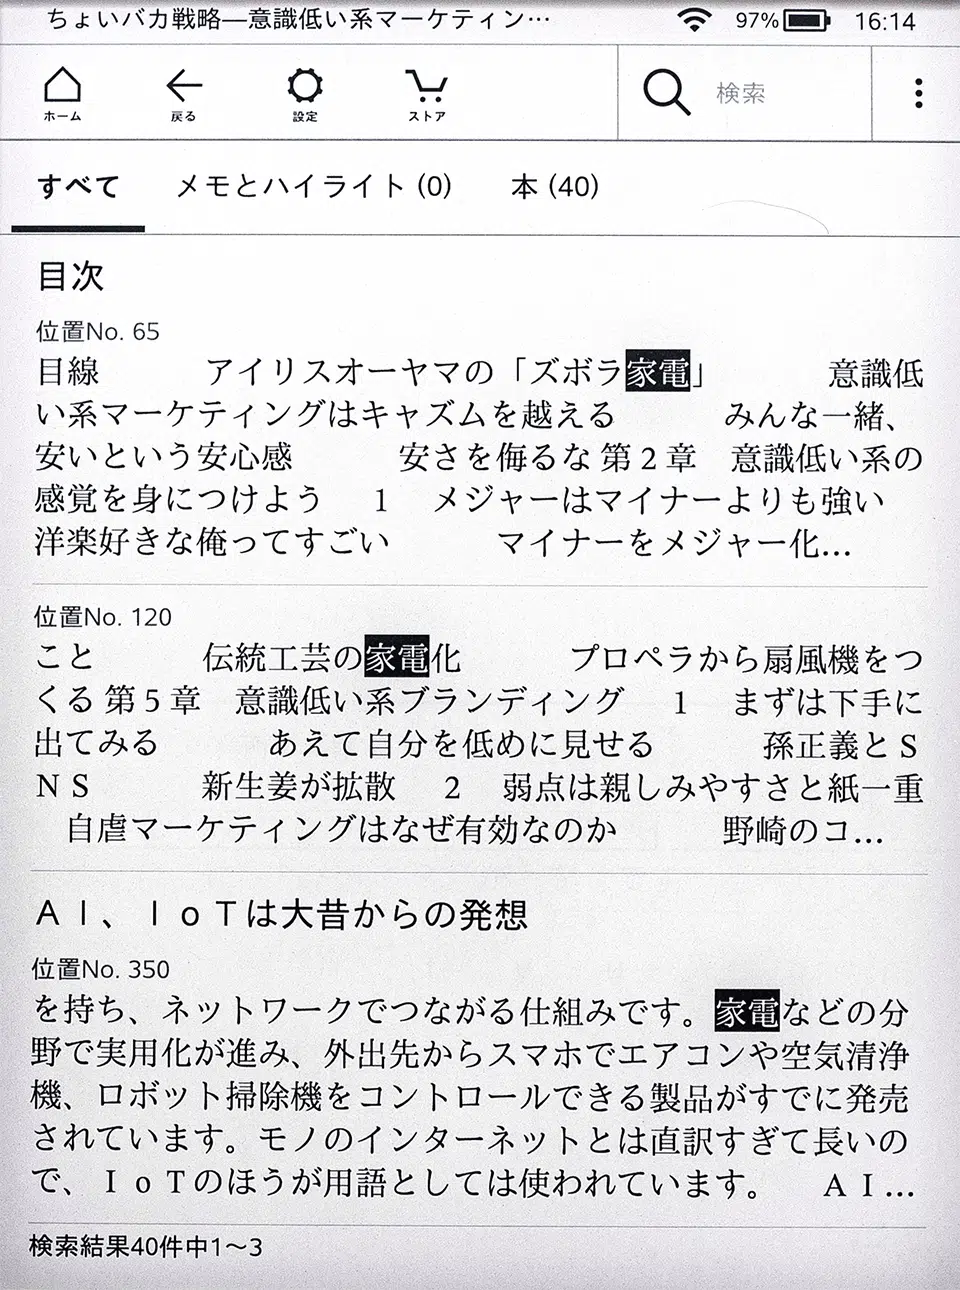 ちょいバカ戦略―意識低い系マーケティン… 97% 16:14
ホーム 戻る 設定 ストア 検索
すべて メモとハイライト (0) 本 (40)
目次
位置No. 65
目線　　　アイリスオーヤマの「ズボラ家電」　　　意識低
い系マーケティングはキャズムを越える　　　みんな一緒、
安いという安心感　　　安さを侮るな 第２章　意識低い系の
感覚を身につけよう　１　メジャーはマイナーよりも強い
洋楽好きな俺ってすごい　　　マイナーをメジャー化…
位置No. 120
こと　　　伝統工芸の家電化　　　プロペラから扇風機をつ
くる 第５章　意識低い系ブランディング　１　まずは下手に
出てみる　　　あえて自分を低めに見せる　　　孫正義とＳ
ＮＳ　　　新生姜が拡散　２　弱点は親しみやすさと紙一重
　自虐マーケティングはなぜ有効なのか　　　野崎のコ…
ＡＩ、ＩｏＴは大昔からの発想
位置No. 350
を持ち、ネットワークでつながる仕組みです。家電などの分
野で実用化が進み、外出先からスマホでエアコンや空気清浄
機、ロボット掃除機をコントロールできる製品がすでに発売
されています。モノのインターネットとは直訳すぎて長いの
で、ＩｏＴのほうが用語としては使われています。　ＡＩ…
検索結果40件中1～3